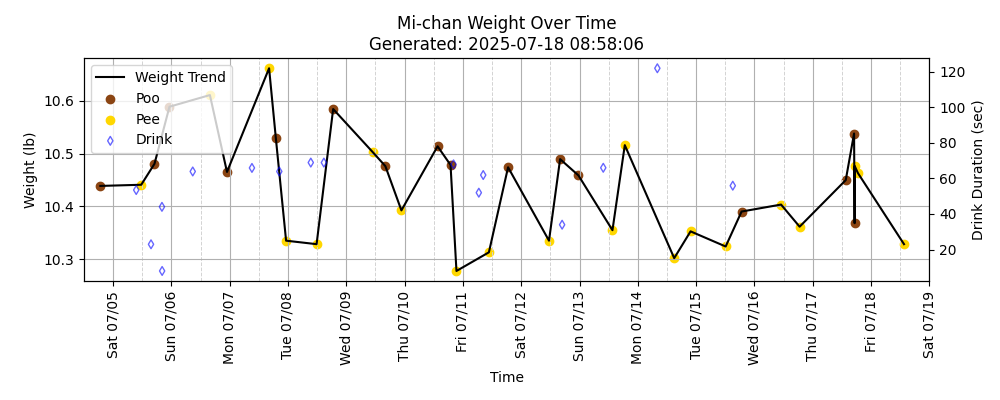 Mi-chan Weight Over Time
Generated: 2025-07-18 08:58:06
Weight Trend
Poo
Pee
Drink
Weight (lb)
10.6
10.5
10.4
10.3
120
100
80
60
40
20
Drink Duration (sec)
Sat 07/05
Sun 07/06
Mon 07/07
Tue 07/08
Wed 07/09
Thu 07/10
Fri 07/11
Sat 07/12
Sun 07/13
Mon 07/14
Tue 07/15
Wed 07/16
Thu 07/17
Fri 07/18
Sat 07/19
Time